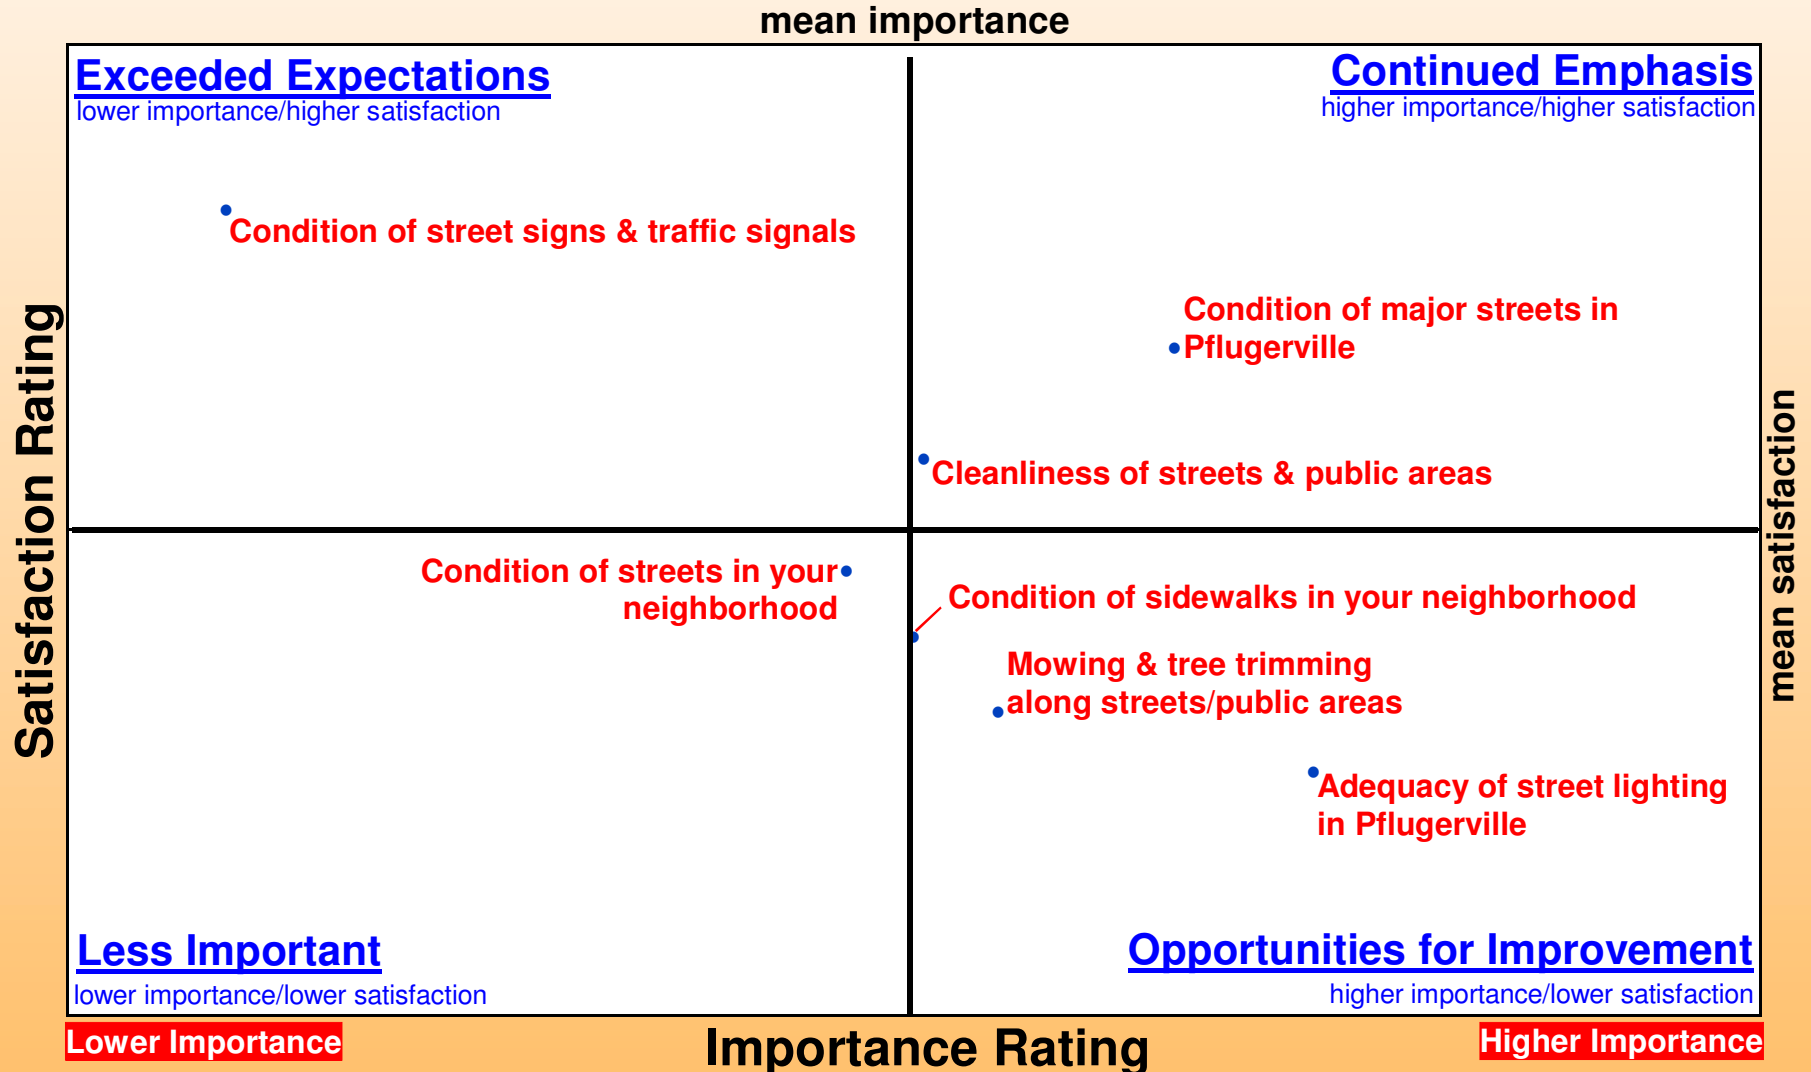 mean importance
Exceeded Expectations
lower importance/higher satisfaction
Continued Emphasis
higher importance/higher satisfaction
Condition of street signs & traffic signals
Condition of major streets in
Pflugerville
Cleanliness of streets & public areas
Satisfaction Rating
mean satisfaction
Condition of streets in your
neighborhood
Condition of sidewalks in your neighborhood
Mowing & tree trimming
along streets/public areas
Adequacy of street lighting
in Pflugerville
Less Important
lower importance/lower satisfaction
Opportunities for Improvement
higher importance/lower satisfaction
Lower Importance
Importance Rating
Higher Importance